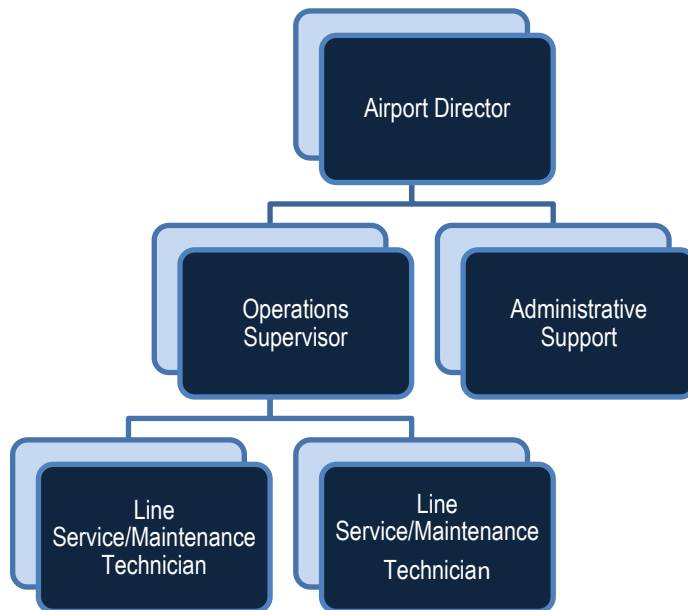 Airport Director
Operations
Supervisor
Administrative
Support
Line
Service/Maintenance
Technician
Line
Service/Maintenance
Technician